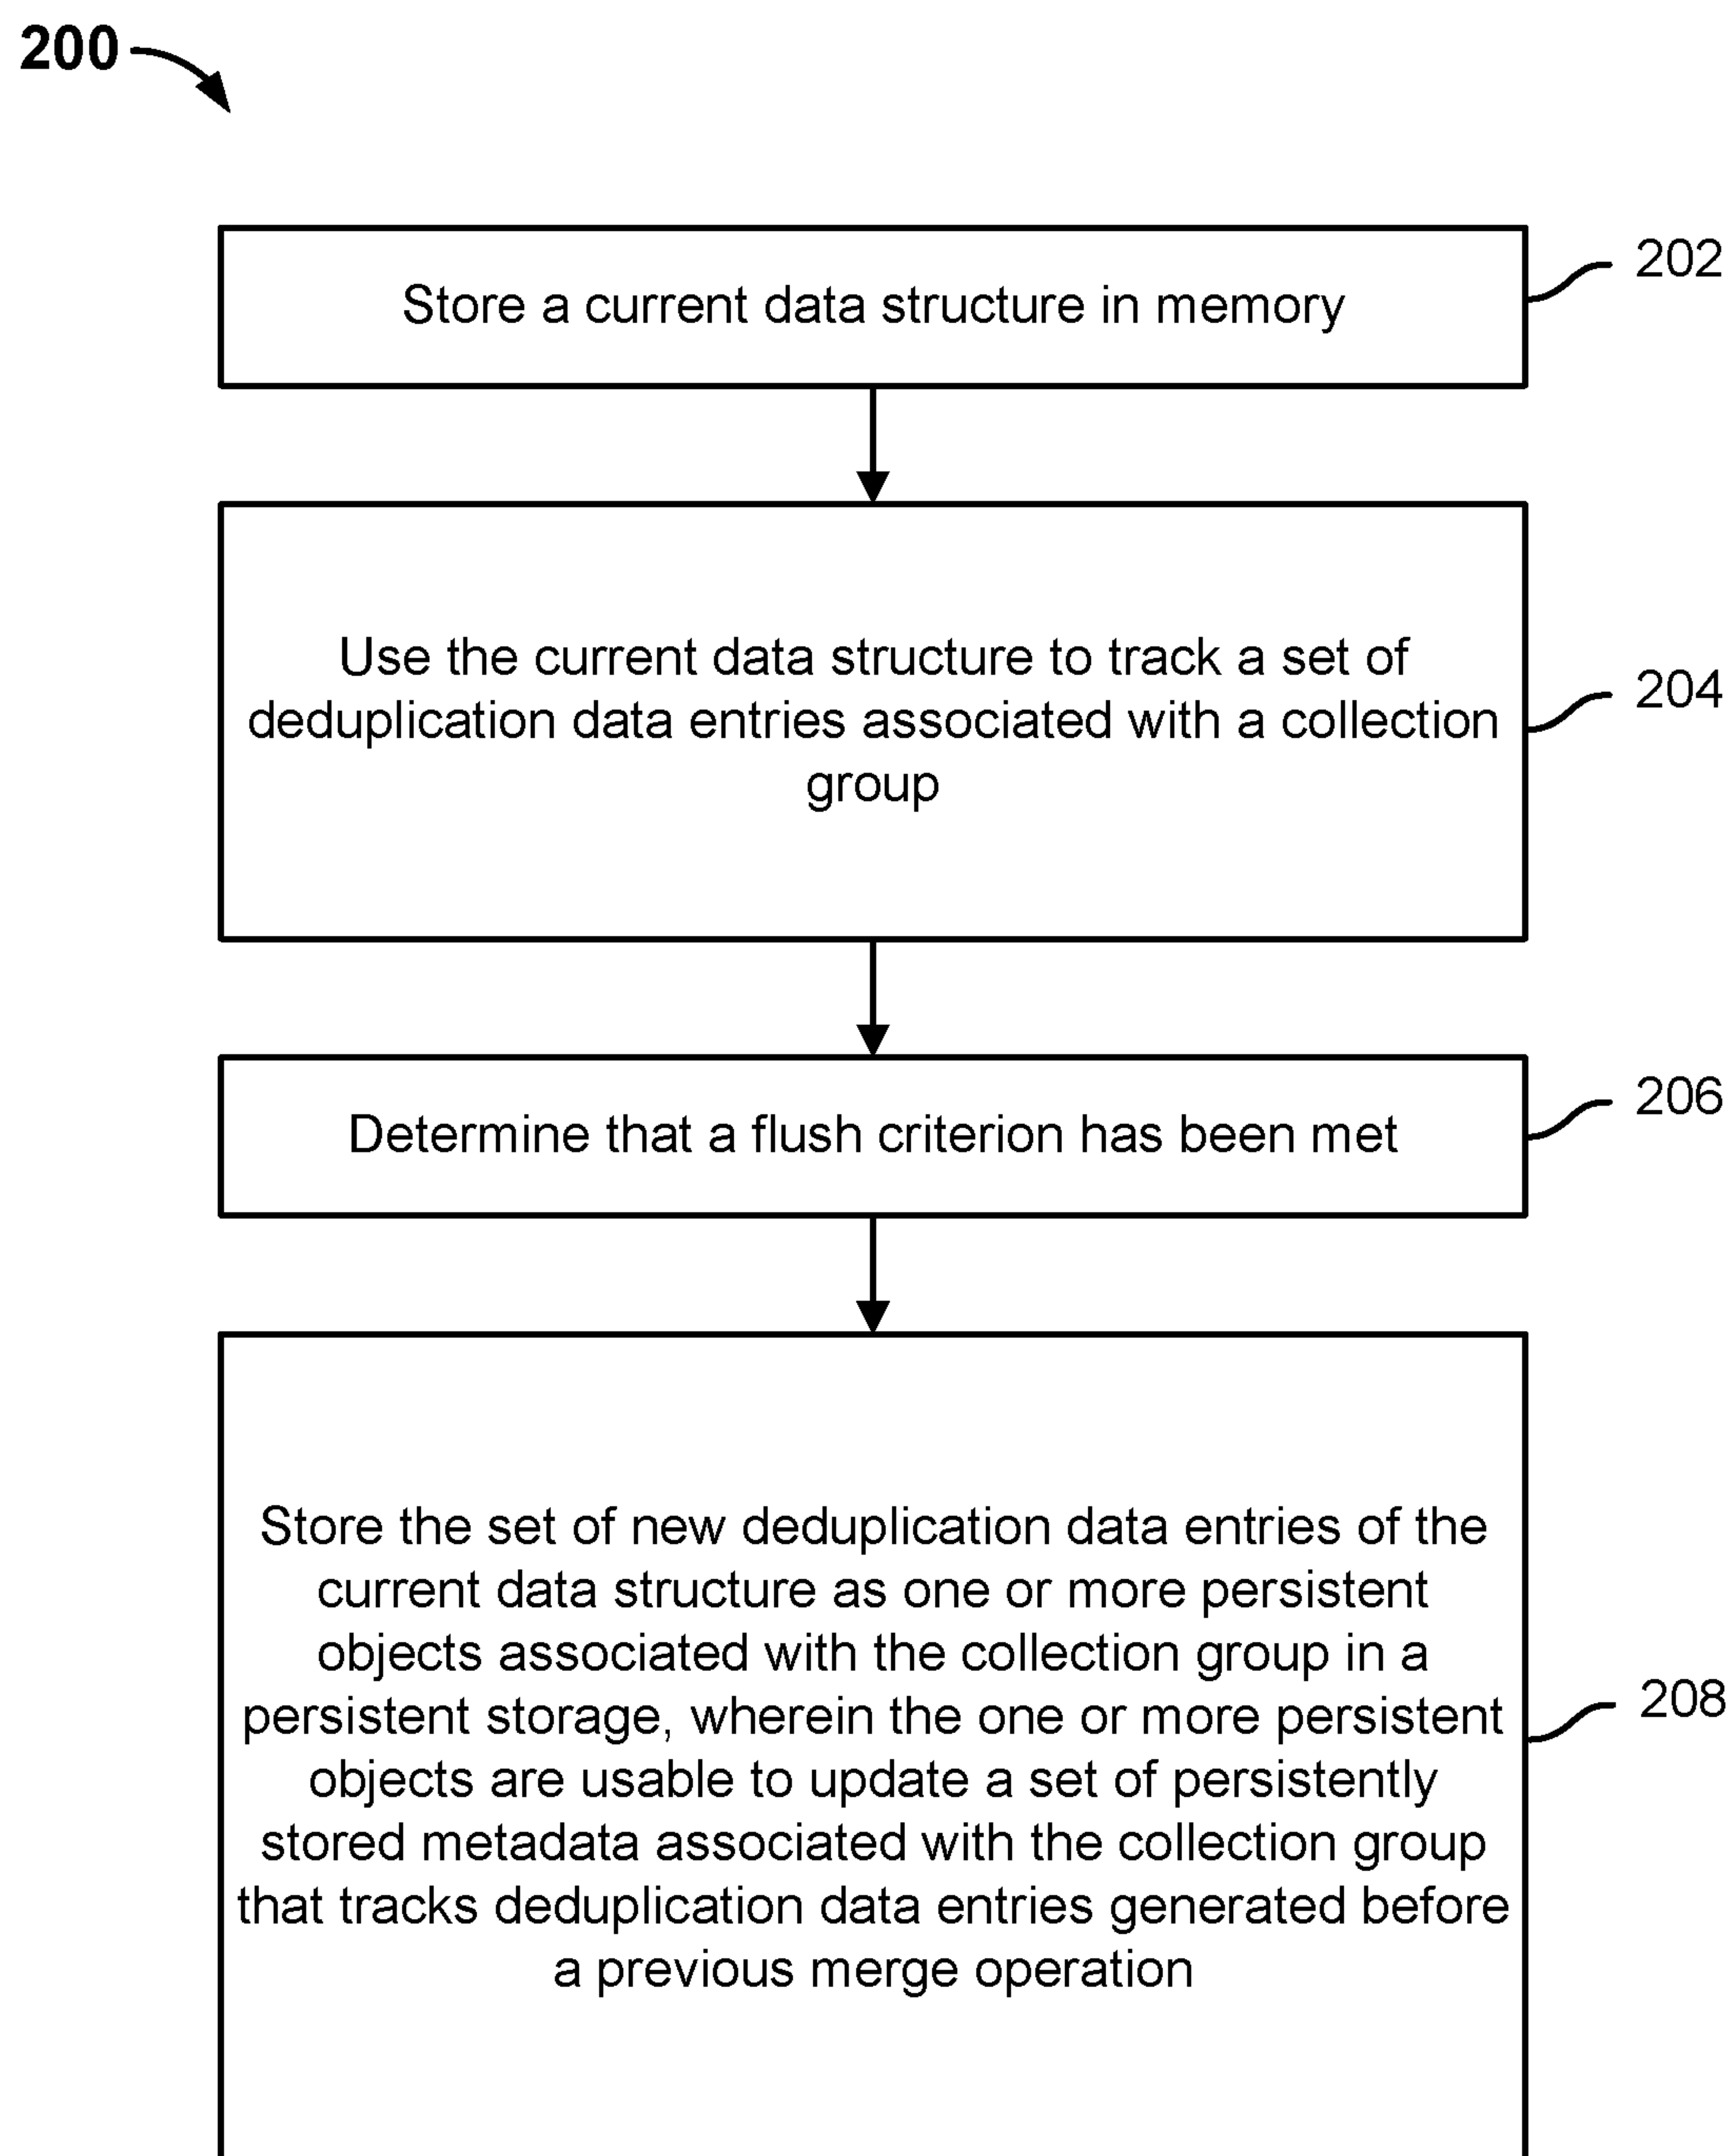 200
Store a current data structure in memory
202
Use the current data structure to track a set of
deduplication data entries associated with a collection
group
204
Determine that a flush criterion has been met
206
Store the set of new deduplication data entries of the
current data structure as one or more persistent
objects associated with the collection group in a
persistent storage, wherein the one or more persistent
objects are usable to update a set of persistently
stored metadata associated with the collection group
that tracks deduplication data entries generated before
a previous merge operation
208